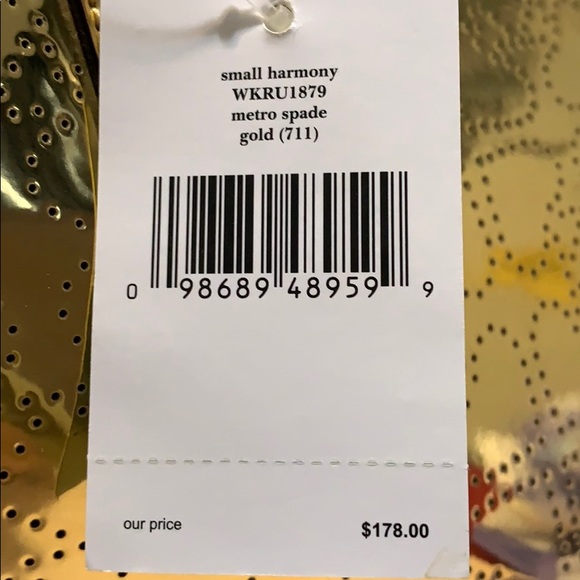 small harmony
WKRU1879
metro spade
gold (711)
0 98689 48959 9
our price $178.00